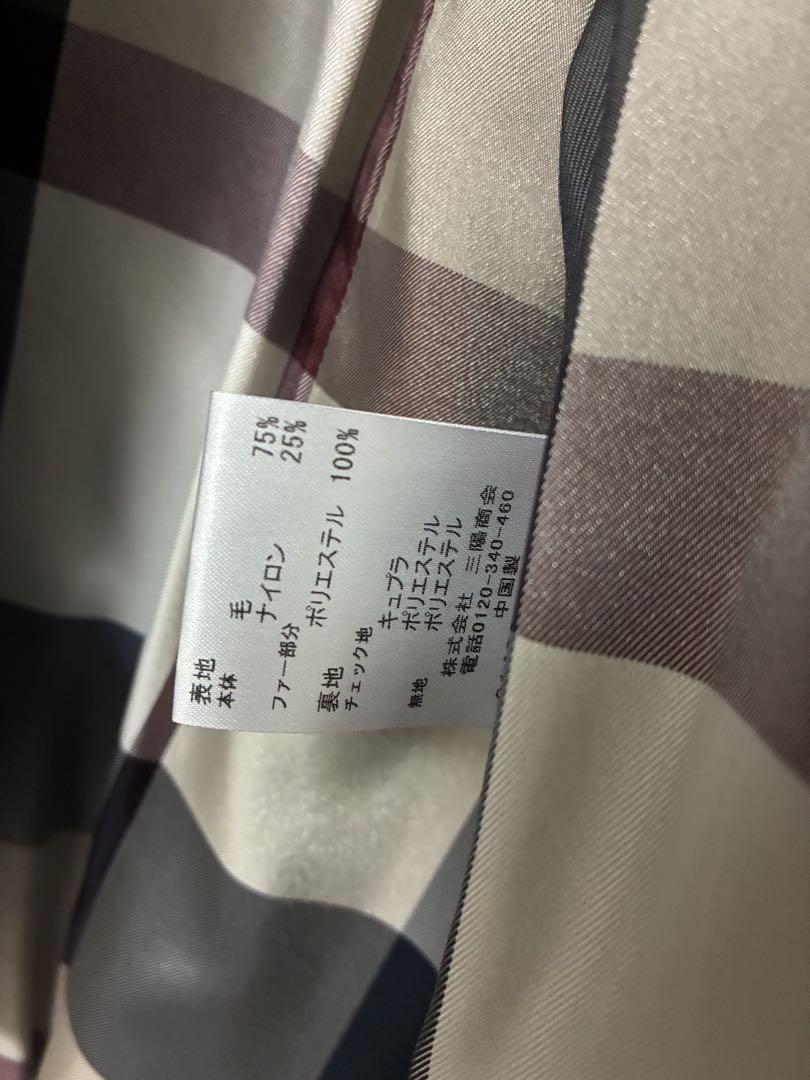 表地
本体
毛 75%
ナイロン 25%
ファー部分
ポリエステル 100%
裏地
チェック地
キュプラ
ポリエステル
無地 ポリエステル
株式会社 三陽商会
電話0120-340-460
中国製